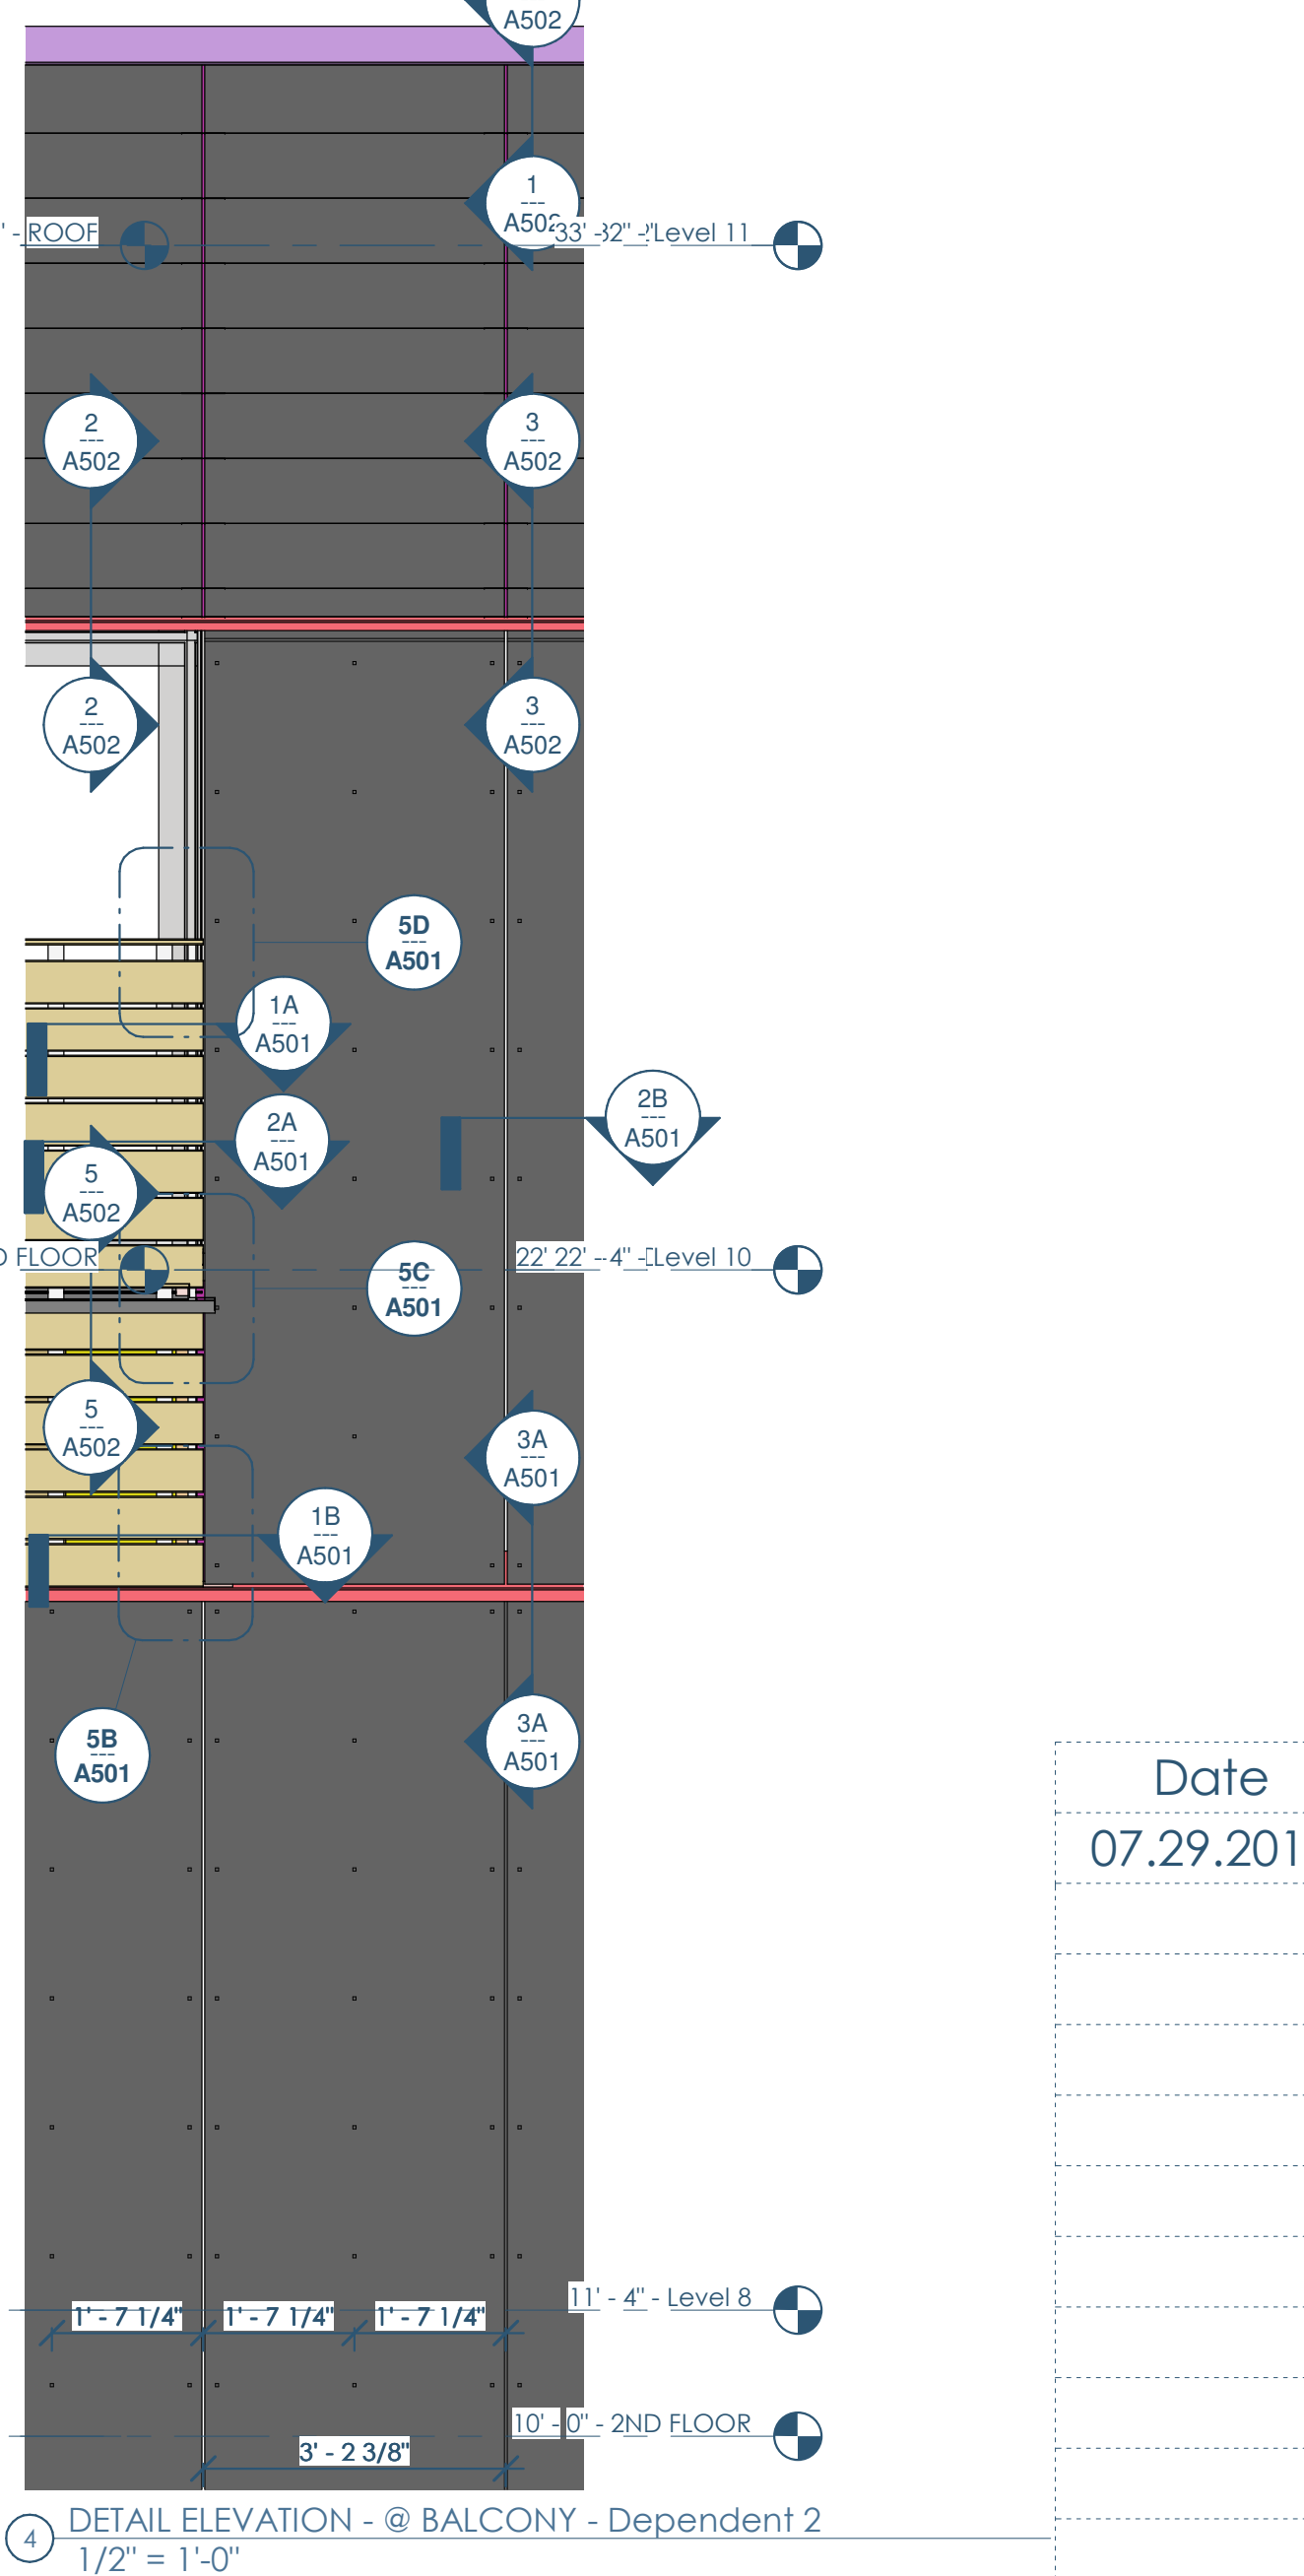 A502
1
---
A502
' - ROOF
Level 11
2
---
A502
3
---
A502
2
---
A502
3
---
A502
5D
---
A501
1A
---
A501
2B
---
A501
2A
---
A501
5
---
A502
FLOOR
22' 22' - 4" - Level 10
5C
---
A501
5
---
A502
3A
---
A501
1B
---
A501
5B
---
A501
3A
---
A501
Date
07.29.201
11' - 4" - Level 8
1' - 7 1/4" 1' - 7 1/4" 1' - 7 1/4"
10' - 0" - 2ND FLOOR
3' - 2 3/8"
4 DETAIL ELEVATION - @ BALCONY - Dependent 2
1/2" = 1'-0"